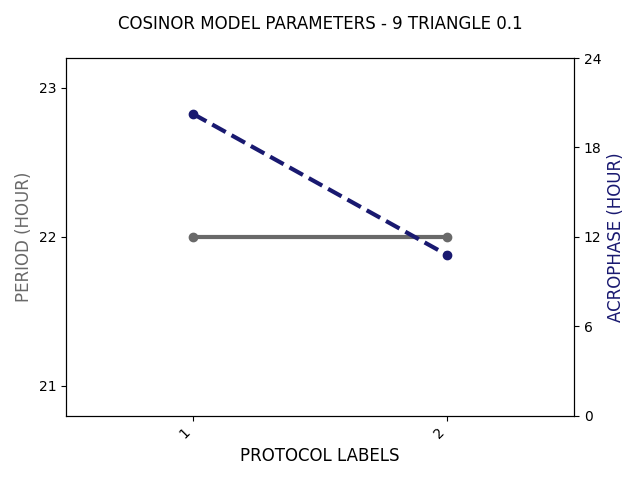 COSINOR MODEL PARAMETERS - 9 TRIANGLE 0.1
23
22
21
PERIOD (HOUR)
24
18
12
6
0
ACROPHASE (HOUR)
1
2
PROTOCOL LABELS